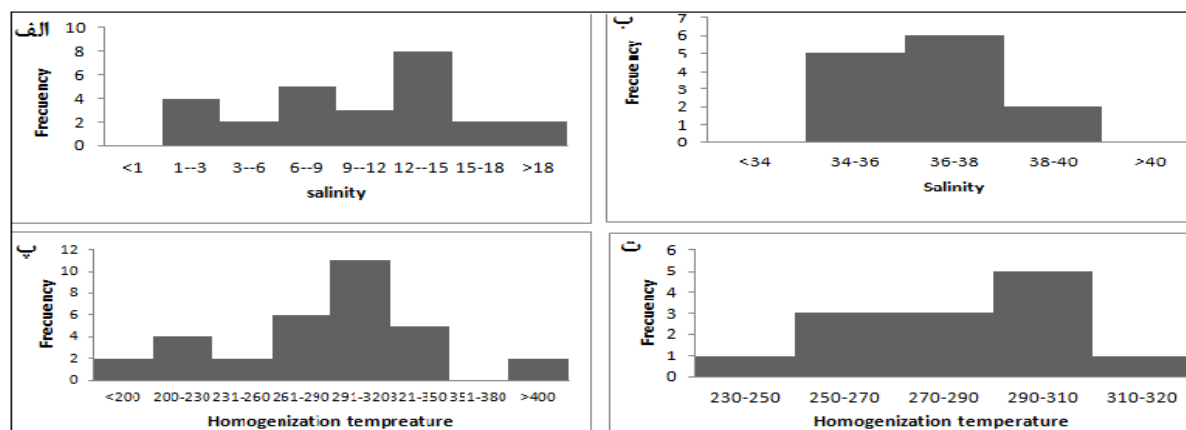 الف
Frecuency
10
8
6
4
2
0
<1 1--3 3--6 6--9 9--12 12--15 15-18 >18
salinity
ب
Frecuency
7
6
5
4
3
2
1
0
<34 34-36 36-38 38-40 >40
Salinity
پ
Frecuency
12
10
8
6
4
2
0
<200 200-230 231-260 261-290 291-320 321-350 351-380 >400
Homogenization tempreature
ت
Frecuency
6
5
4
3
2
1
0
230-250 250-270 270-290 290-310 310-320
Homogenization temperature